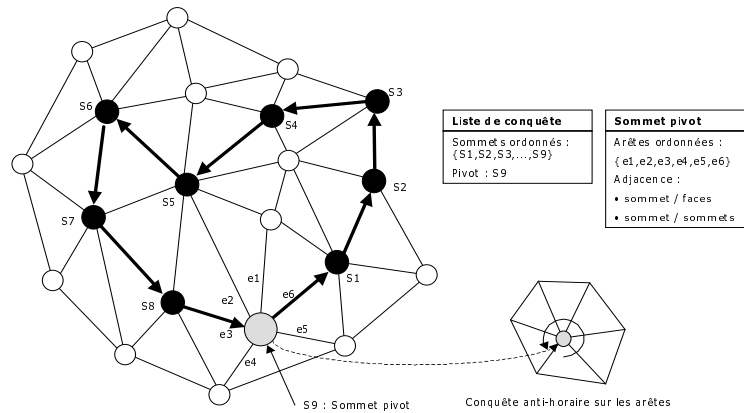 S6
S3
S4
S5
S2
S7
S1
S8
e1
e2
e6
e3
e5
e4
S9 : Sommet pivot
Liste de conquête
Sommets ordonnés :
{S1,S2,S3,...,S9}
Pivot : S9
Sommet pivot
Arêtes ordonnées :
{e1,e2,e3,e4,e5,e6}
Adjacence :
• sommet / faces
• sommet / sommets
Conquête anti-horaire sur les arêtes